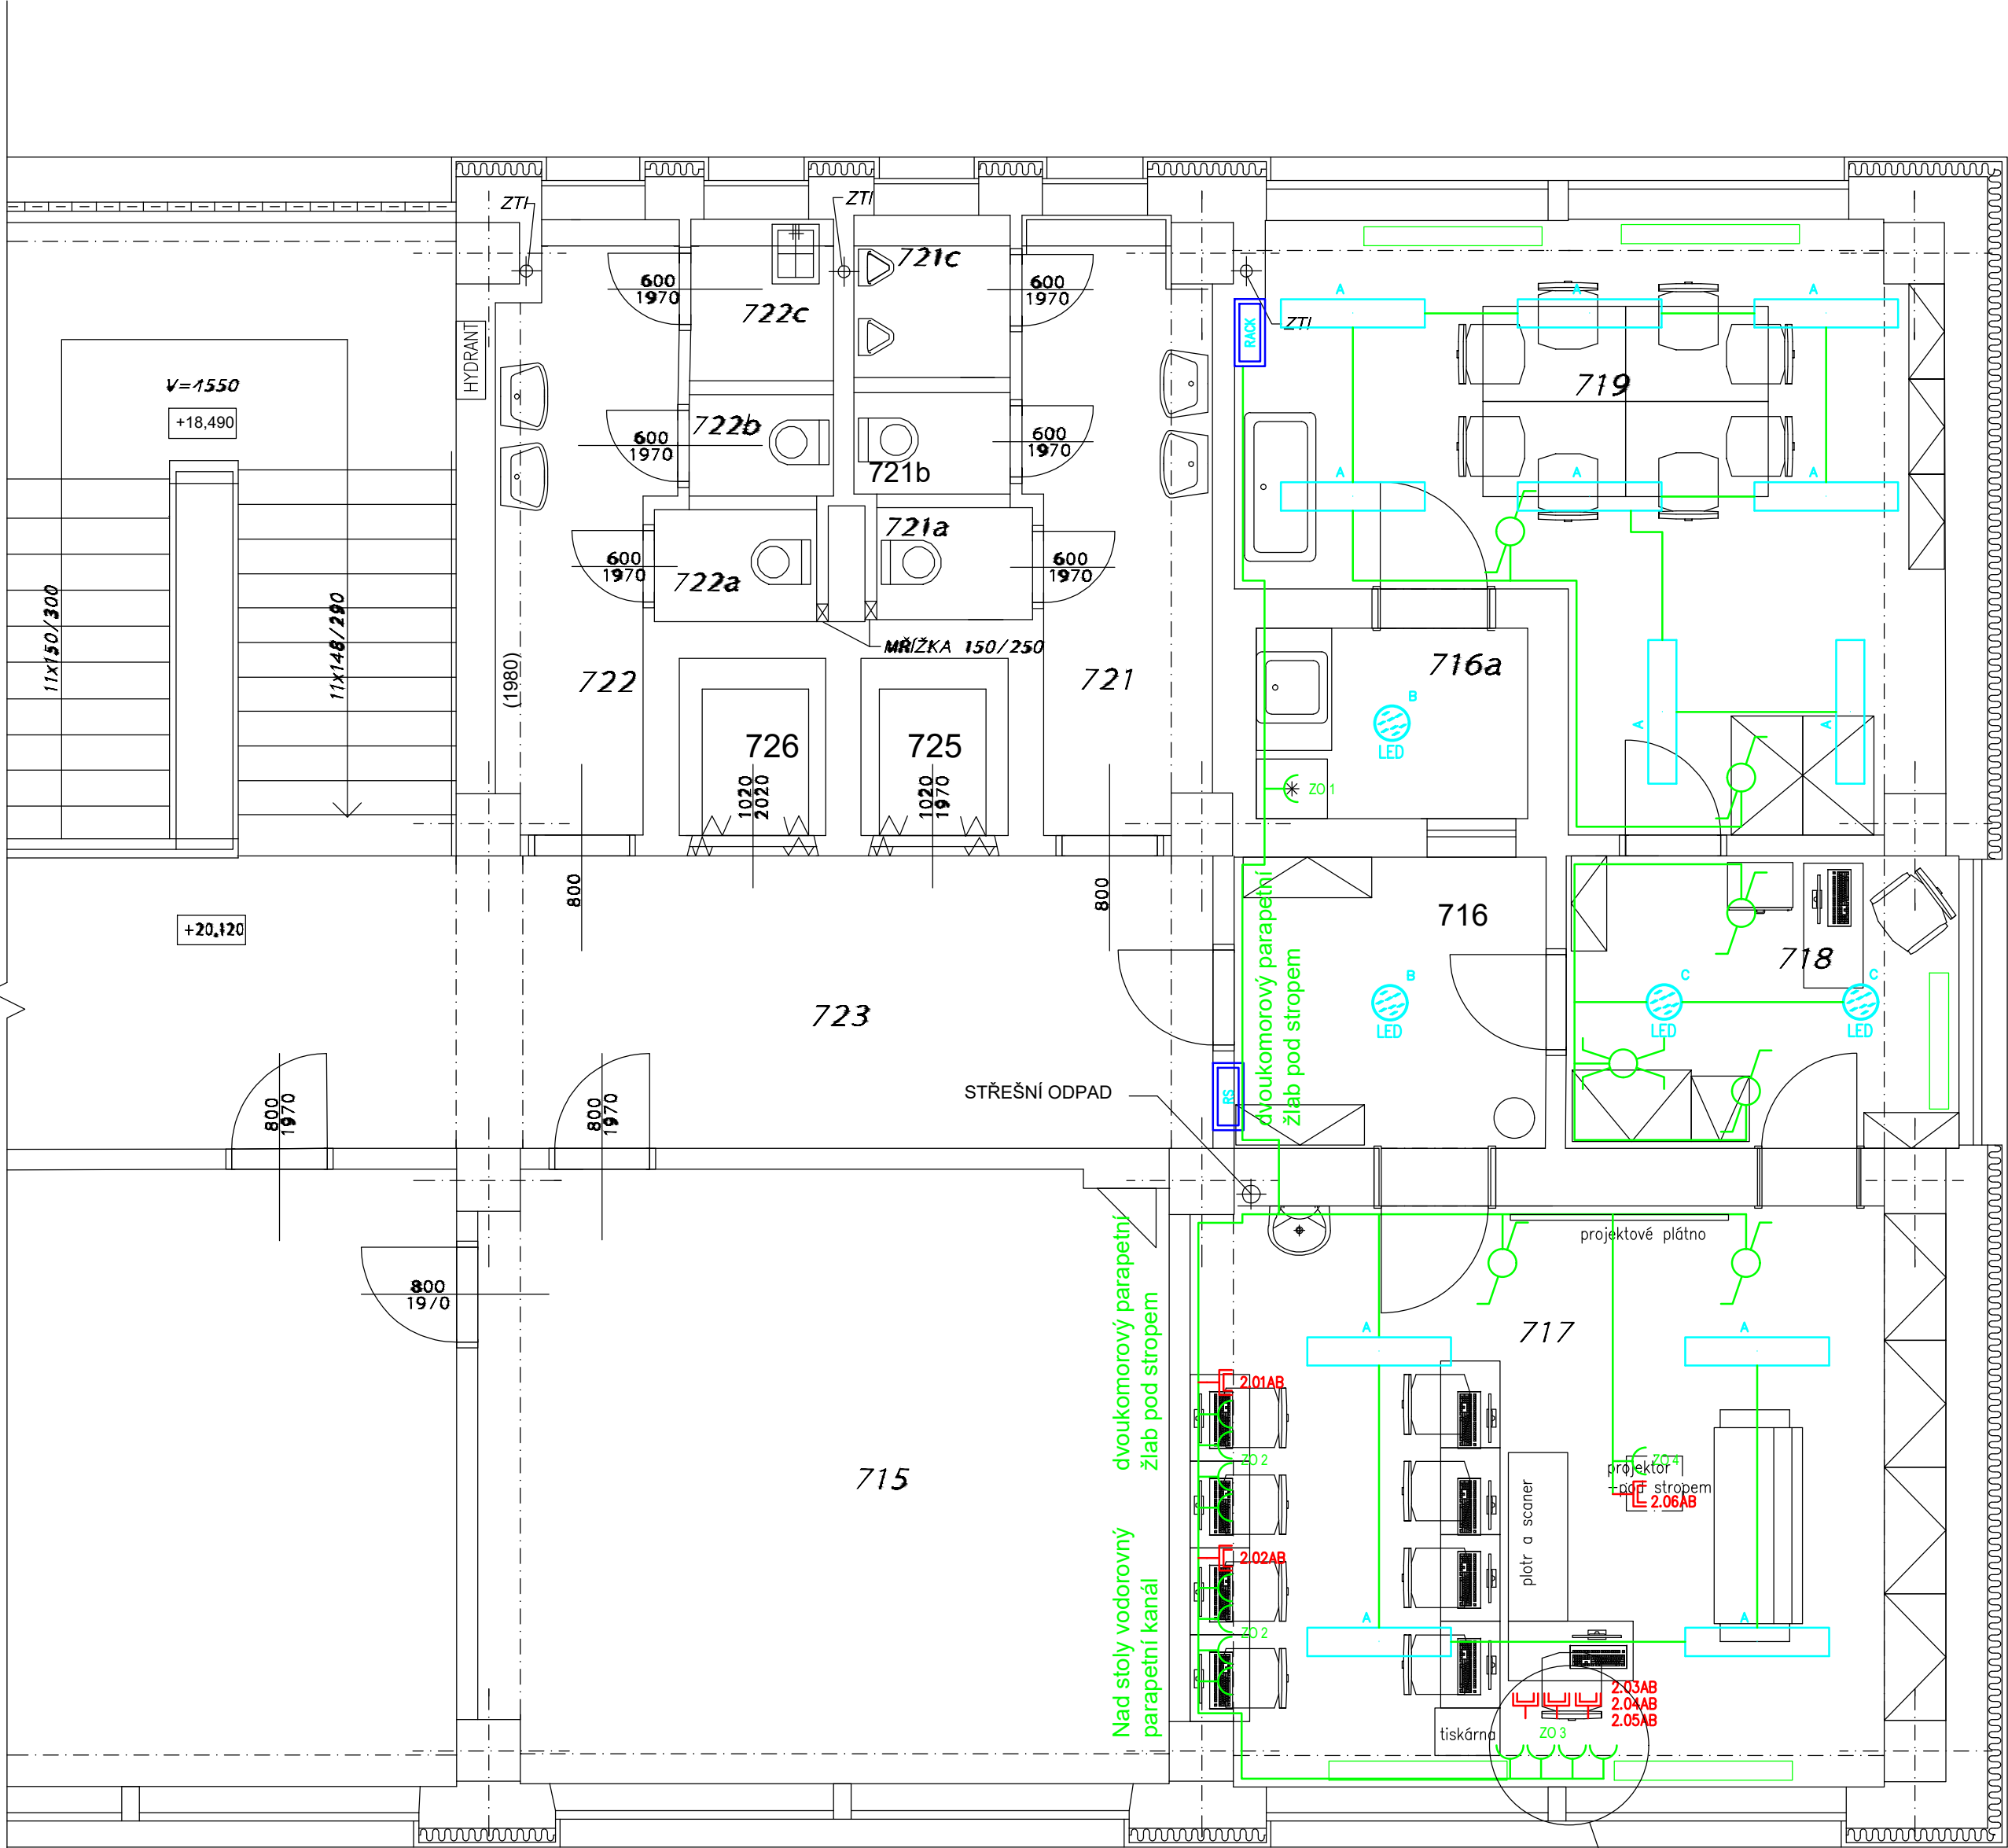 ZTI
ZTI
721c
600
1970
600
1970
722c
A
A
A
RACK
ZTI
HYDRANT
V=1550
+18,490
719
722b
600
1970
600
1970
721b
A
A
A
721a
600
1970
722a
600
1970
11x150/300
11x148/290
(1980)
MŘÍŽKA 150/250
722
721
716a
B
LED
A
A
726
725
1020
2020
1020
1970
ZO 1
800
800
+20,120
716
718
dvoukomorový parapetní
žlab pod stropem
B
LED
C
LED
C
LED
723
STŘEŠNÍ ODPAD
RS
800
1970
800
1970
projektové plátno
dvoukomorový parapetní
žlab pod stropem
800
19/0
717
A
A
2.01AB
ZO 2
715
ZO 4
projektor
-pod stropem
2.06AB
plotr a scaner
Nad stoly vodorovný
parapetní kanál
2.02AB
ZO 2
A
A
2.03AB
2.04AB
2.05AB
tiskárna
ZO 3